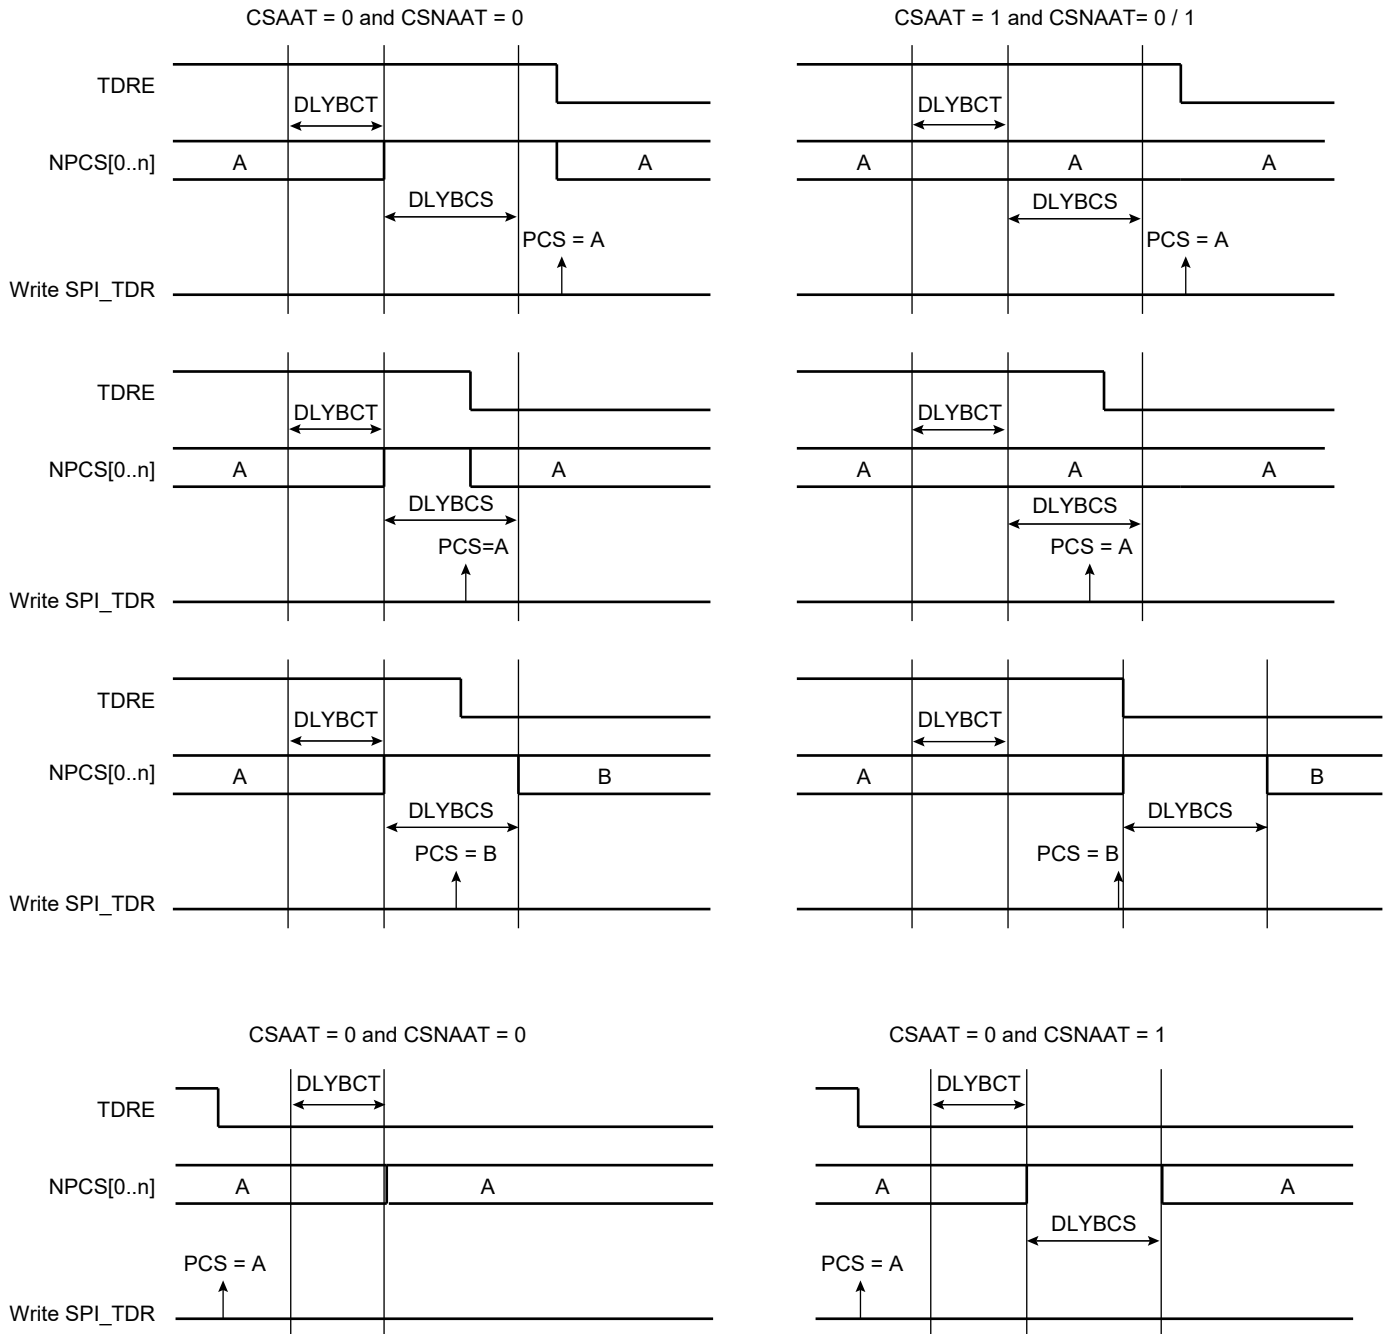 CSAAT = 0 and CSNAAT = 0
CSAAT = 1 and CSNAAT= 0 / 1
TDRE
DLYBCT
DLYBCT
NPCS[0..n]
A
A
A
A
A
DLYBCS
DLYBCS
PCS = A
PCS = A
Write SPI_TDR
TDRE
DLYBCT
DLYBCT
NPCS[0..n]
A
A
A
A
A
DLYBCS
DLYBCS
PCS=A
PCS = A
Write SPI_TDR
TDRE
DLYBCT
DLYBCT
NPCS[0..n]
A
B
A
B
DLYBCS
DLYBCS
PCS = B
PCS = B
Write SPI_TDR
CSAAT = 0 and CSNAAT = 0
CSAAT = 0 and CSNAAT = 1
DLYBCT
DLYBCT
TDRE
NPCS[0..n]
A
A
A
A
DLYBCS
PCS = A
PCS = A
Write SPI_TDR